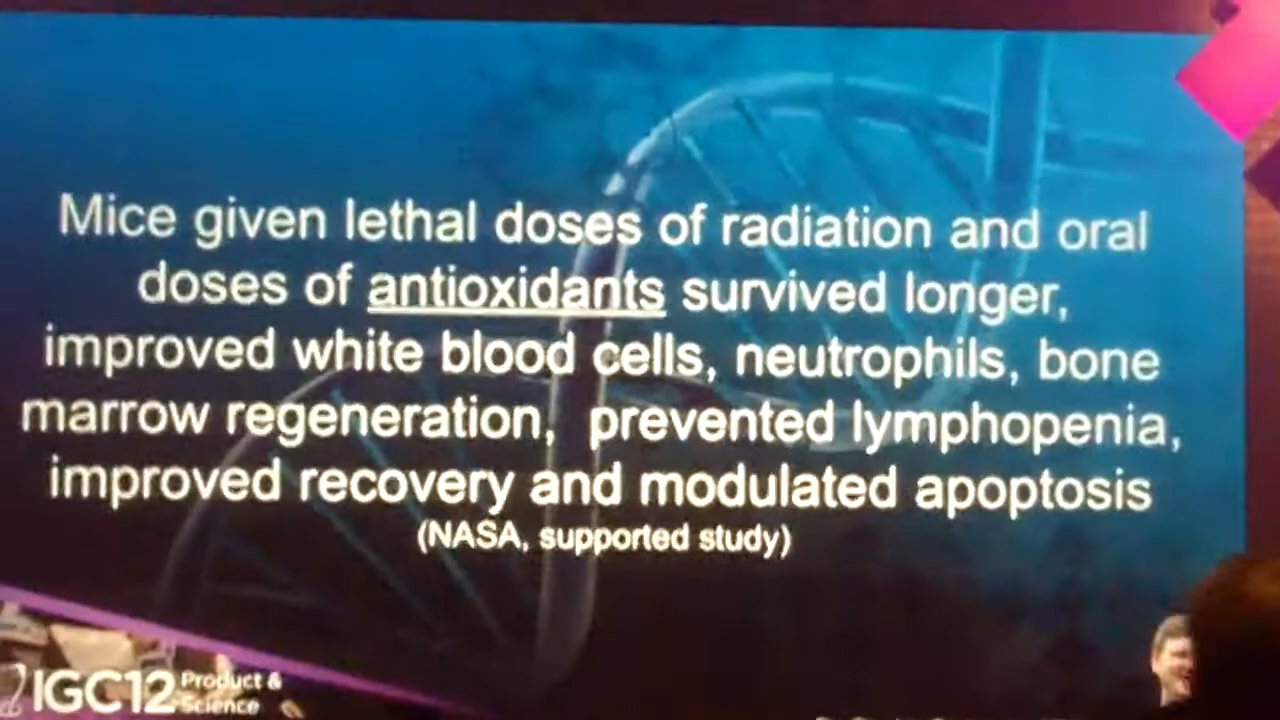 Mice given lethal doses of radiation and oral
doses of antioxidants survived longer,
improved white blood cells, neutrophils, bone
marrow regeneration, prevented lymphopenia,
improved recovery and modulated apoptosis
(NASA, supported study)
IGC12 Product &
Science